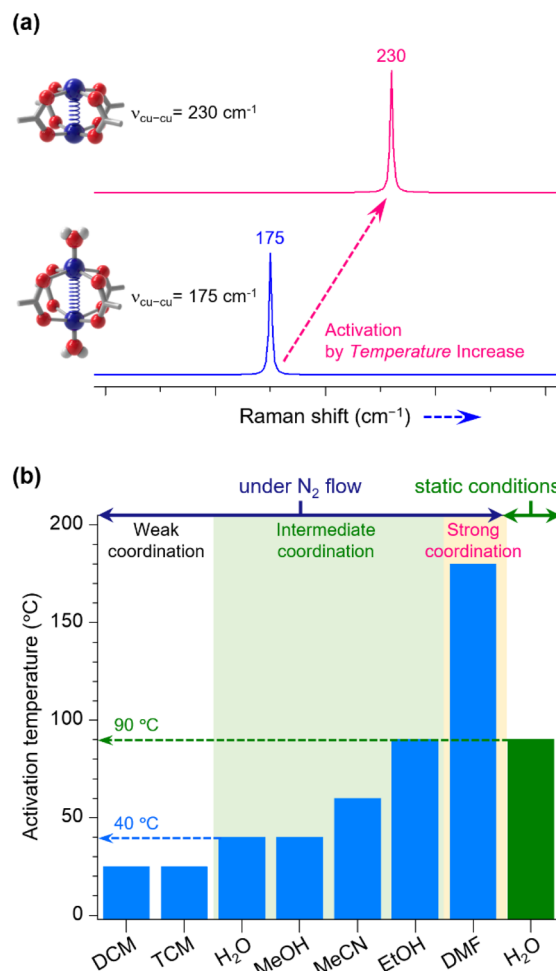 (a)
230
ν_cu−cu = 230 cm⁻¹
175
ν_cu−cu = 175 cm⁻¹
Activation
by Temperature Increase
Raman shift (cm⁻¹)
(b)
under N₂ flow
static conditions
Weak
coordination
Intermediate
coordination
Strong
coordination
200
150
100
50
0
Activation temperature (°C)
90 °C
40 °C
DCM
TCM
H₂O
MeOH
MeCN
EtOH
DMF
H₂O